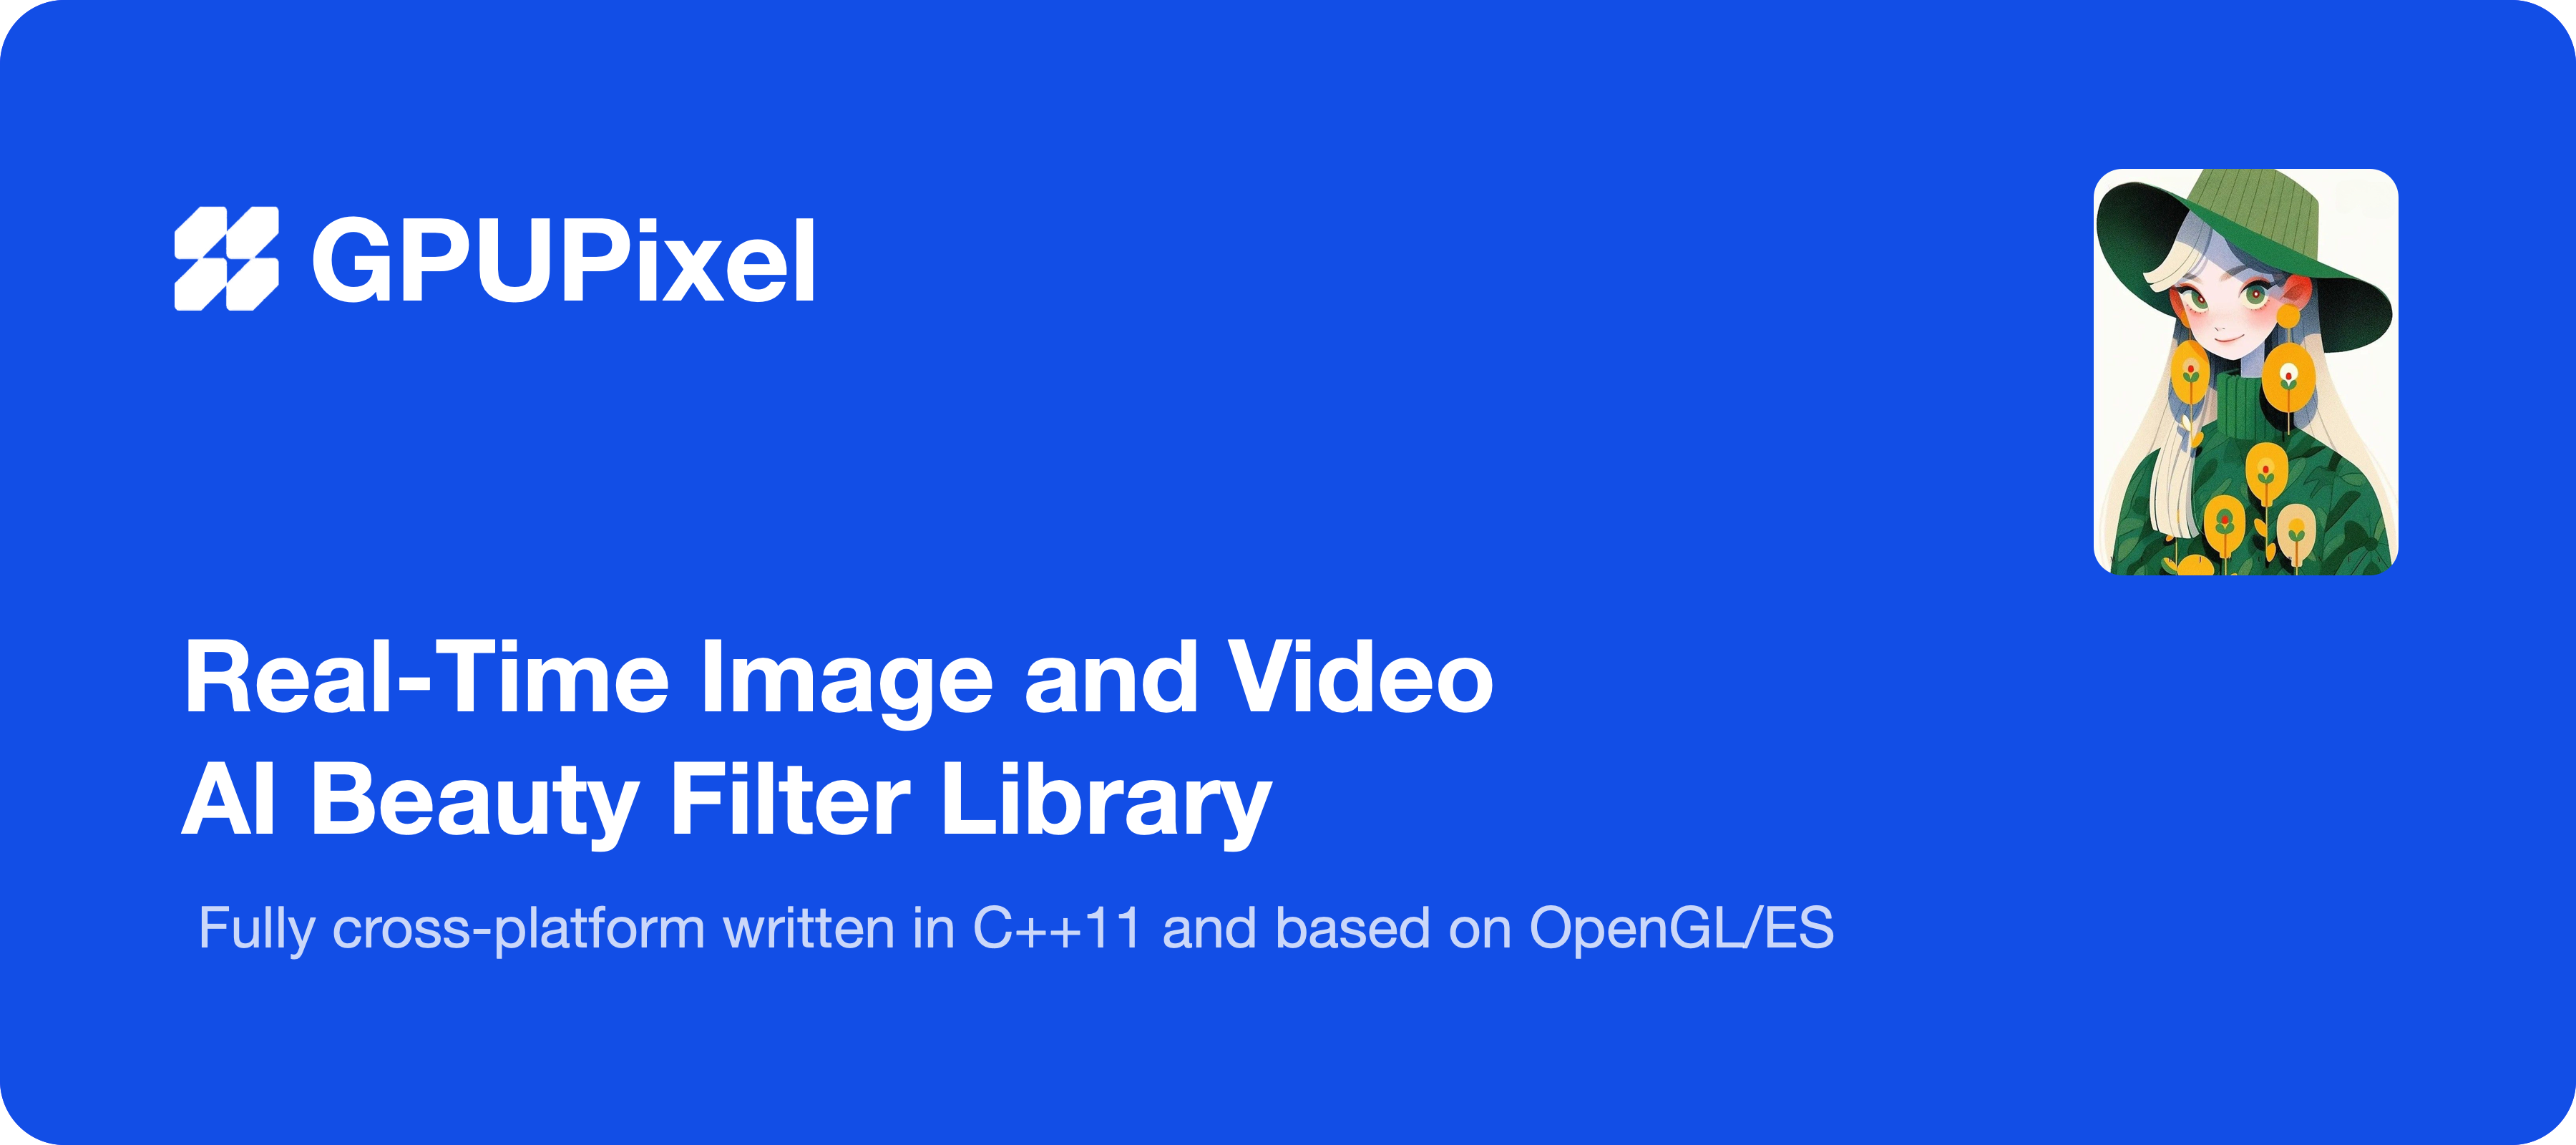 GPUPixel
Real-Time Image and Video
AI Beauty Filter Library
Fully cross-platform written in C++11 and based on OpenGL/ES